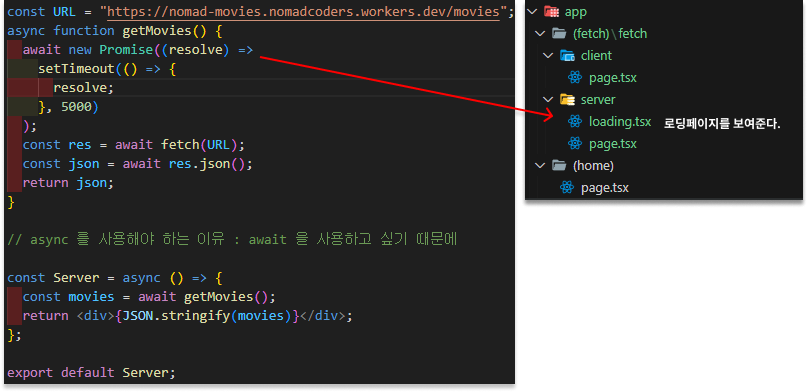 const URL = "https://nomad-movies.nomadcoders.workers.dev/movies";
async function getMovies() {
  await new Promise((resolve) =>
    setTimeout(() => {
      resolve;
    }, 5000)
  );
  const res = await fetch(URL);
  const json = await res.json();
  return json;
}
// async 를 사용해야 하는 이유 : await 을 사용하고 싶기 때문에
const Server = async () => {
  const movies = await getMovies();
  return <div>{JSON.stringify(movies)}</div>;
};
export default Server;
app
(fetch)\fetch
client
page.tsx
server
loading.tsx 로딩페이지를 보여준다.
page.tsx
(home)
page.tsx